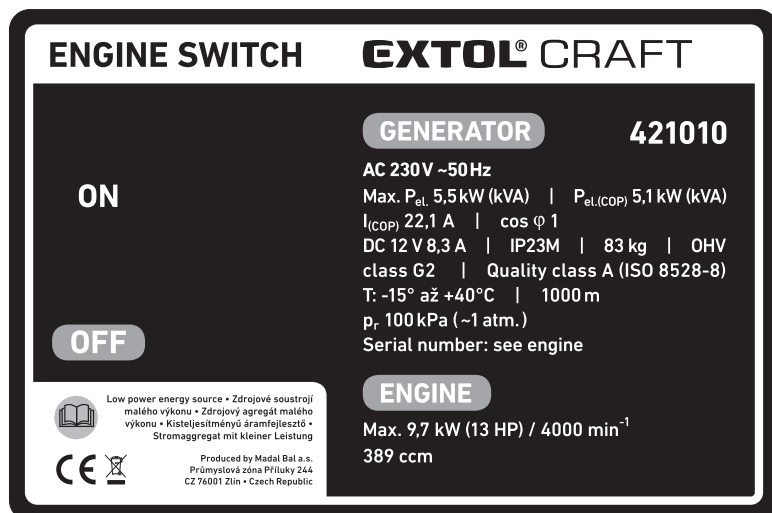 ENGINE SWITCH
EXTOL® CRAFT
ON
OFF
GENERATOR 421010
AC 230V ~50Hz
Max. Pel. 5,5kW (kVA) | Pel.(COP) 5,1 kW (kVA)
I(COP) 22,1 A | cos φ 1
DC 12 V 8,3 A | IP23M | 83 kg | OHV
class G2 | Quality class A (ISO 8528-8)
T: -15° až +40°C | 1000 m
pr 100 kPa (~1 atm.)
Serial number: see engine
ENGINE
Max. 9,7 kW (13 HP) / 4000 min-1
389 ccm
Low power energy source • Zdrojové soustrojí
malého výkonu • Zdrojový agregát malého
výkonu • Kisteljesítményű áramfejlesztő •
Stromaggregat mit kleiner Leistung
CE
Produced by Madal Bal a.s.
Průmyslová zóna Příluky 244
CZ 76001 Zlín • Czech Republic